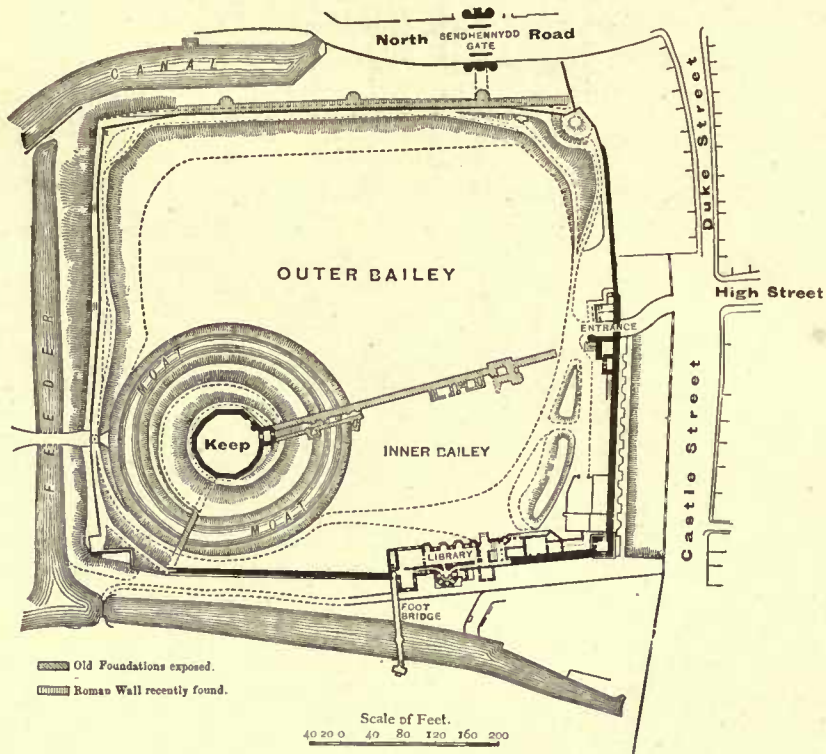 North SENDHENNYDD GATE Road
CANAL
Duke Street
OUTER BAILEY
High Street
ENTRANCE
MOAT
FEEDER
Keep
INNER BAILEY
Castle Street
MOAT
LIBRARY
FOOT BRIDGE
Old Foundations exposed.
Roman Wall recently found.
Scale of Feet.
40 20 0 40 80 120 160 200